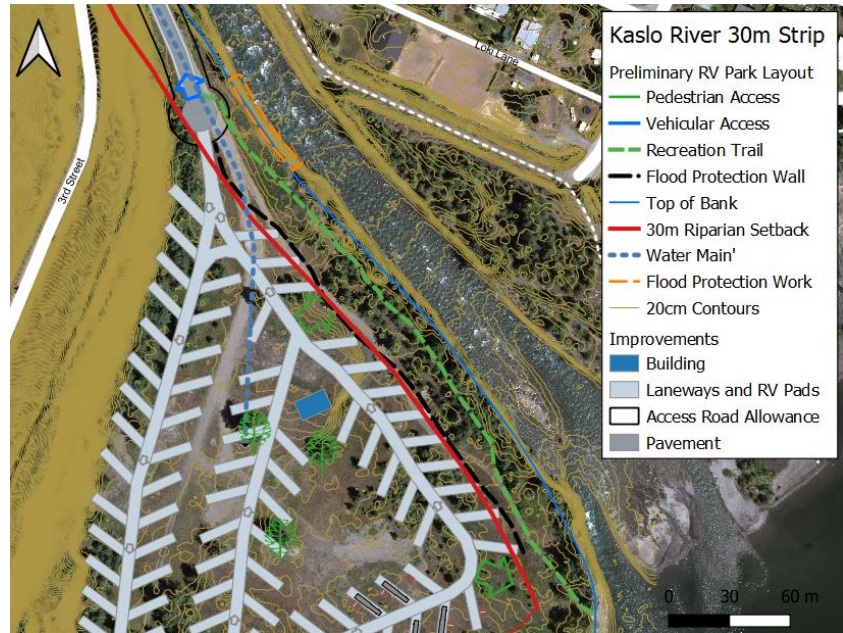 Kaslo River 30m Strip
Preliminary RV Park Layout
Pedestrian Access
Vehicular Access
Recreation Trail
Flood Protection Wall
Top of Bank
30m Riparian Setback
Water Main'
Flood Protection Work
20cm Contours
Improvements
Building
Laneways and RV Pads
Access Road Allowance
Pavement
Loki Lane
3rd Street
0 30 60 m